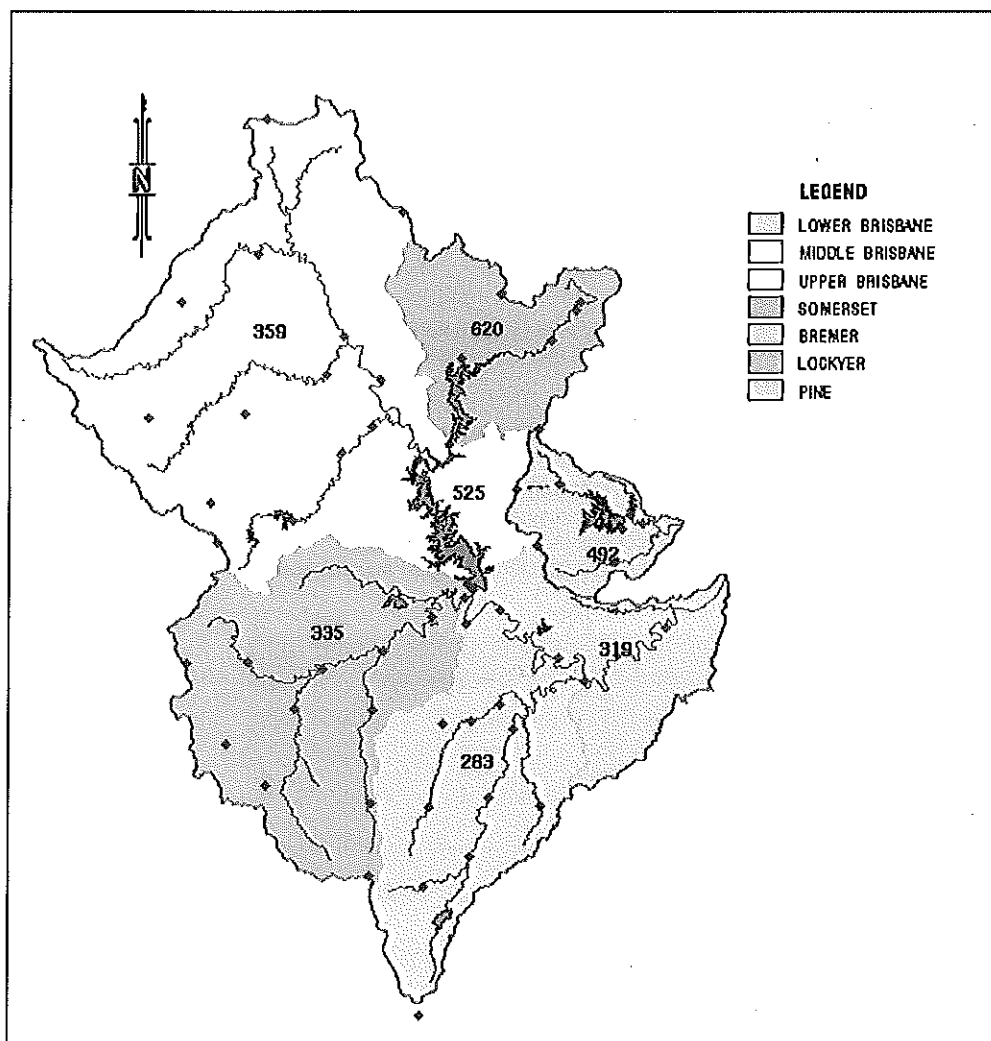 N
LEGEND
LOWER BRISBANE
MIDDLE BRISBANE
UPPER BRISBANE
SOMERSET
BREMER
LOCKYER
PINE
620
359
525
492
335
319
283